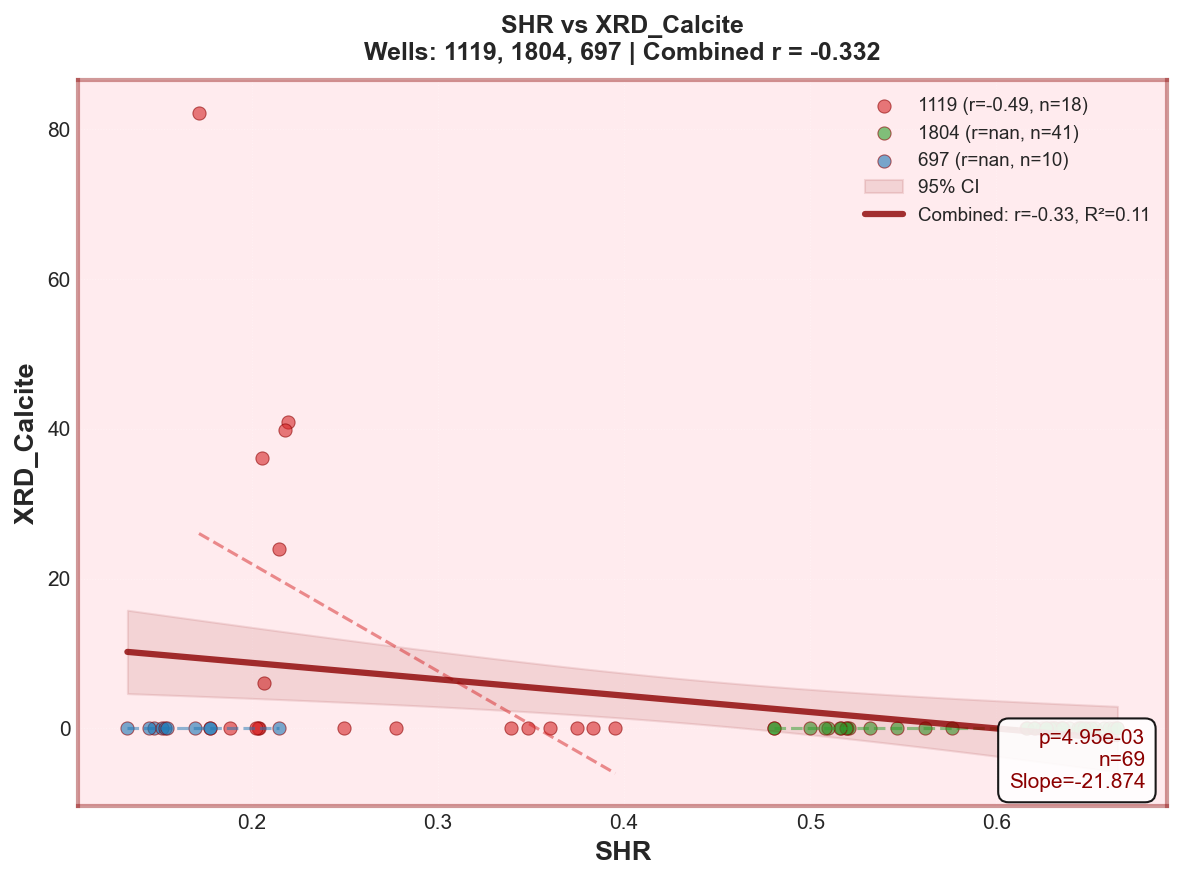 SHR vs XRD_Calcite
Wells: 1119, 1804, 697 | Combined r = -0.332
1119 (r=-0.49, n=18)
1804 (r=nan, n=41)
697 (r=nan, n=10)
95% CI
Combined: r=-0.33, R²=0.11
80
60
40
20
0
XRD_Calcite
p=4.95e-03
n=69
Slope=-21.874
0.2
0.3
0.4
0.5
0.6
SHR